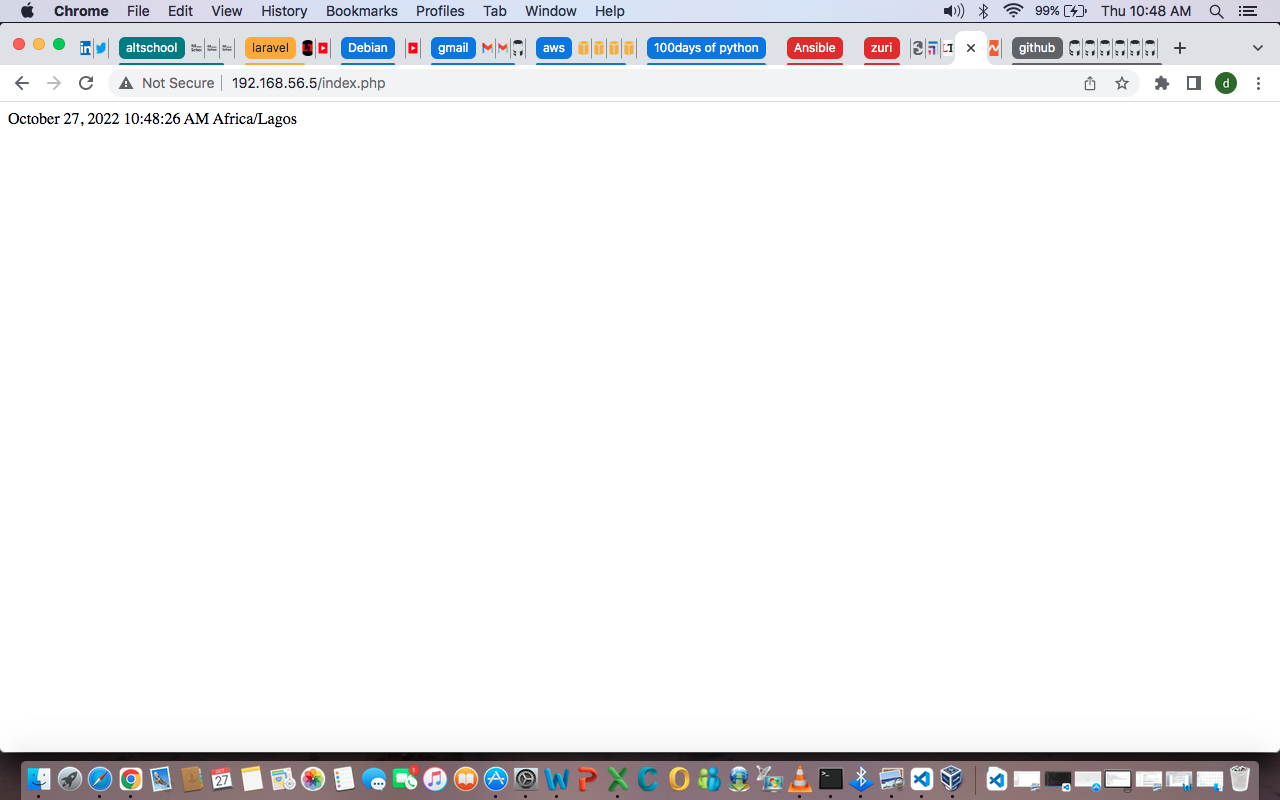 Chrome File Edit View History Bookmarks Profiles Tab Window Help 99% Thu 10:48 AM
altschool laravel Debian gmail aws 100days of python Ansible zuri github
Not Secure 192.168.56.5/index.php d
October 27, 2022 10:48:26 AM Africa/Lagos
OCT
27